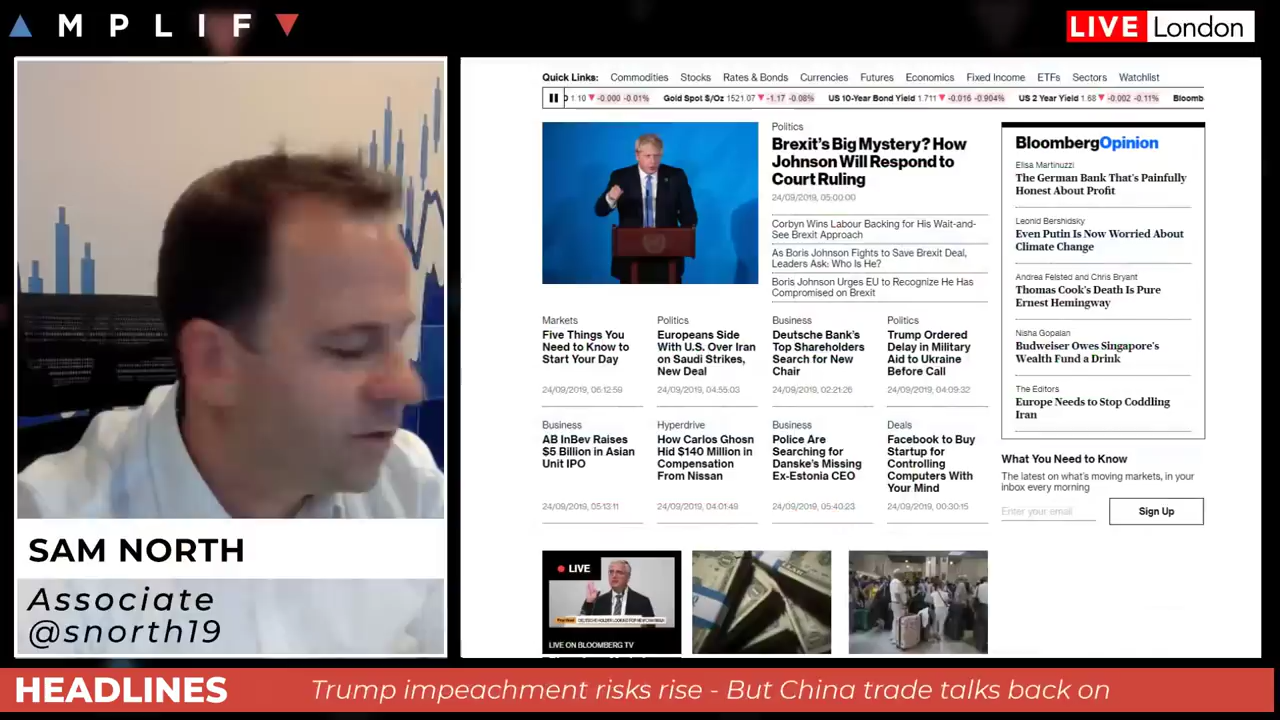 MPLIF
LIVE London
SAM NORTH
Associate
@snorth19
Quick Links: Commodities Stocks Rates & Bonds Currencies Futures Economics Fixed Income ETFs Sectors Watchlist
1.10 -0.000 -0.01% Gold Spot $/Oz 1521.07 -1.17 -0.08% US 10-Year Bond Yield 1.711 -0.016 -0.904% US 2 Year Yield 1.68 -0.002 -0.11% Bloomb
Politics
Brexit's Big Mystery? How
Johnson Will Respond to
Court Ruling
24/09/2019, 05:00:00
Corbyn Wins Labour Backing for His Wait-and-
See Brexit Approach
As Boris Johnson Fights to Save Brexit Deal,
Leaders Ask: Who Is He?
Boris Johnson Urges EU to Recognize He Has
Compromised on Brexit
Markets
Five Things You
Need to Know to
Start Your Day
24/09/2019, 06:12:59
Politics
Europeans Side
With U.S. Over Iran
on Saudi Strikes,
New Deal
24/09/2019, 04:55:03
Business
Deutsche Bank's
Top Shareholders
Search for New
Chair
24/09/2019, 02:21:26
Politics
Trump Ordered
Delay in Military
Aid to Ukraine
Before Call
24/09/2019, 04:09:32
Business
AB InBev Raises
$5 Billion in Asian
Unit IPO
24/09/2019, 05:13:11
Hyperdrive
How Carlos Ghosn
Hid $140 Million in
Compensation
From Nissan
24/09/2019, 04:01:49
Business
Police Are
Searching for
Danske's Missing
Ex-Estonia CEO
24/09/2019, 05:40:23
Deals
Facebook to Buy
Startup for
Controlling
Computers With
Your Mind
24/09/2019, 00:30:15
BloombergOpinion
Elisa Martinuzzi
The German Bank That's Painfully
Honest About Profit
Leonid Bershidsky
Even Putin Is Now Worried About
Climate Change
Andrea Felsted and Chris Bryant
Thomas Cook's Death Is Pure
Ernest Hemingway
Nisha Gopalan
Budweiser Owes Singapore's
Wealth Fund a Drink
The Editors
Europe Needs to Stop Coddling
Iran
What You Need to Know
The latest on what's moving markets, in your
inbox every morning
Enter your email
Sign Up
LIVE
LIVE ON BLOOMBERG TV
HEADLINES Trump impeachment risks rise - But China trade talks back on